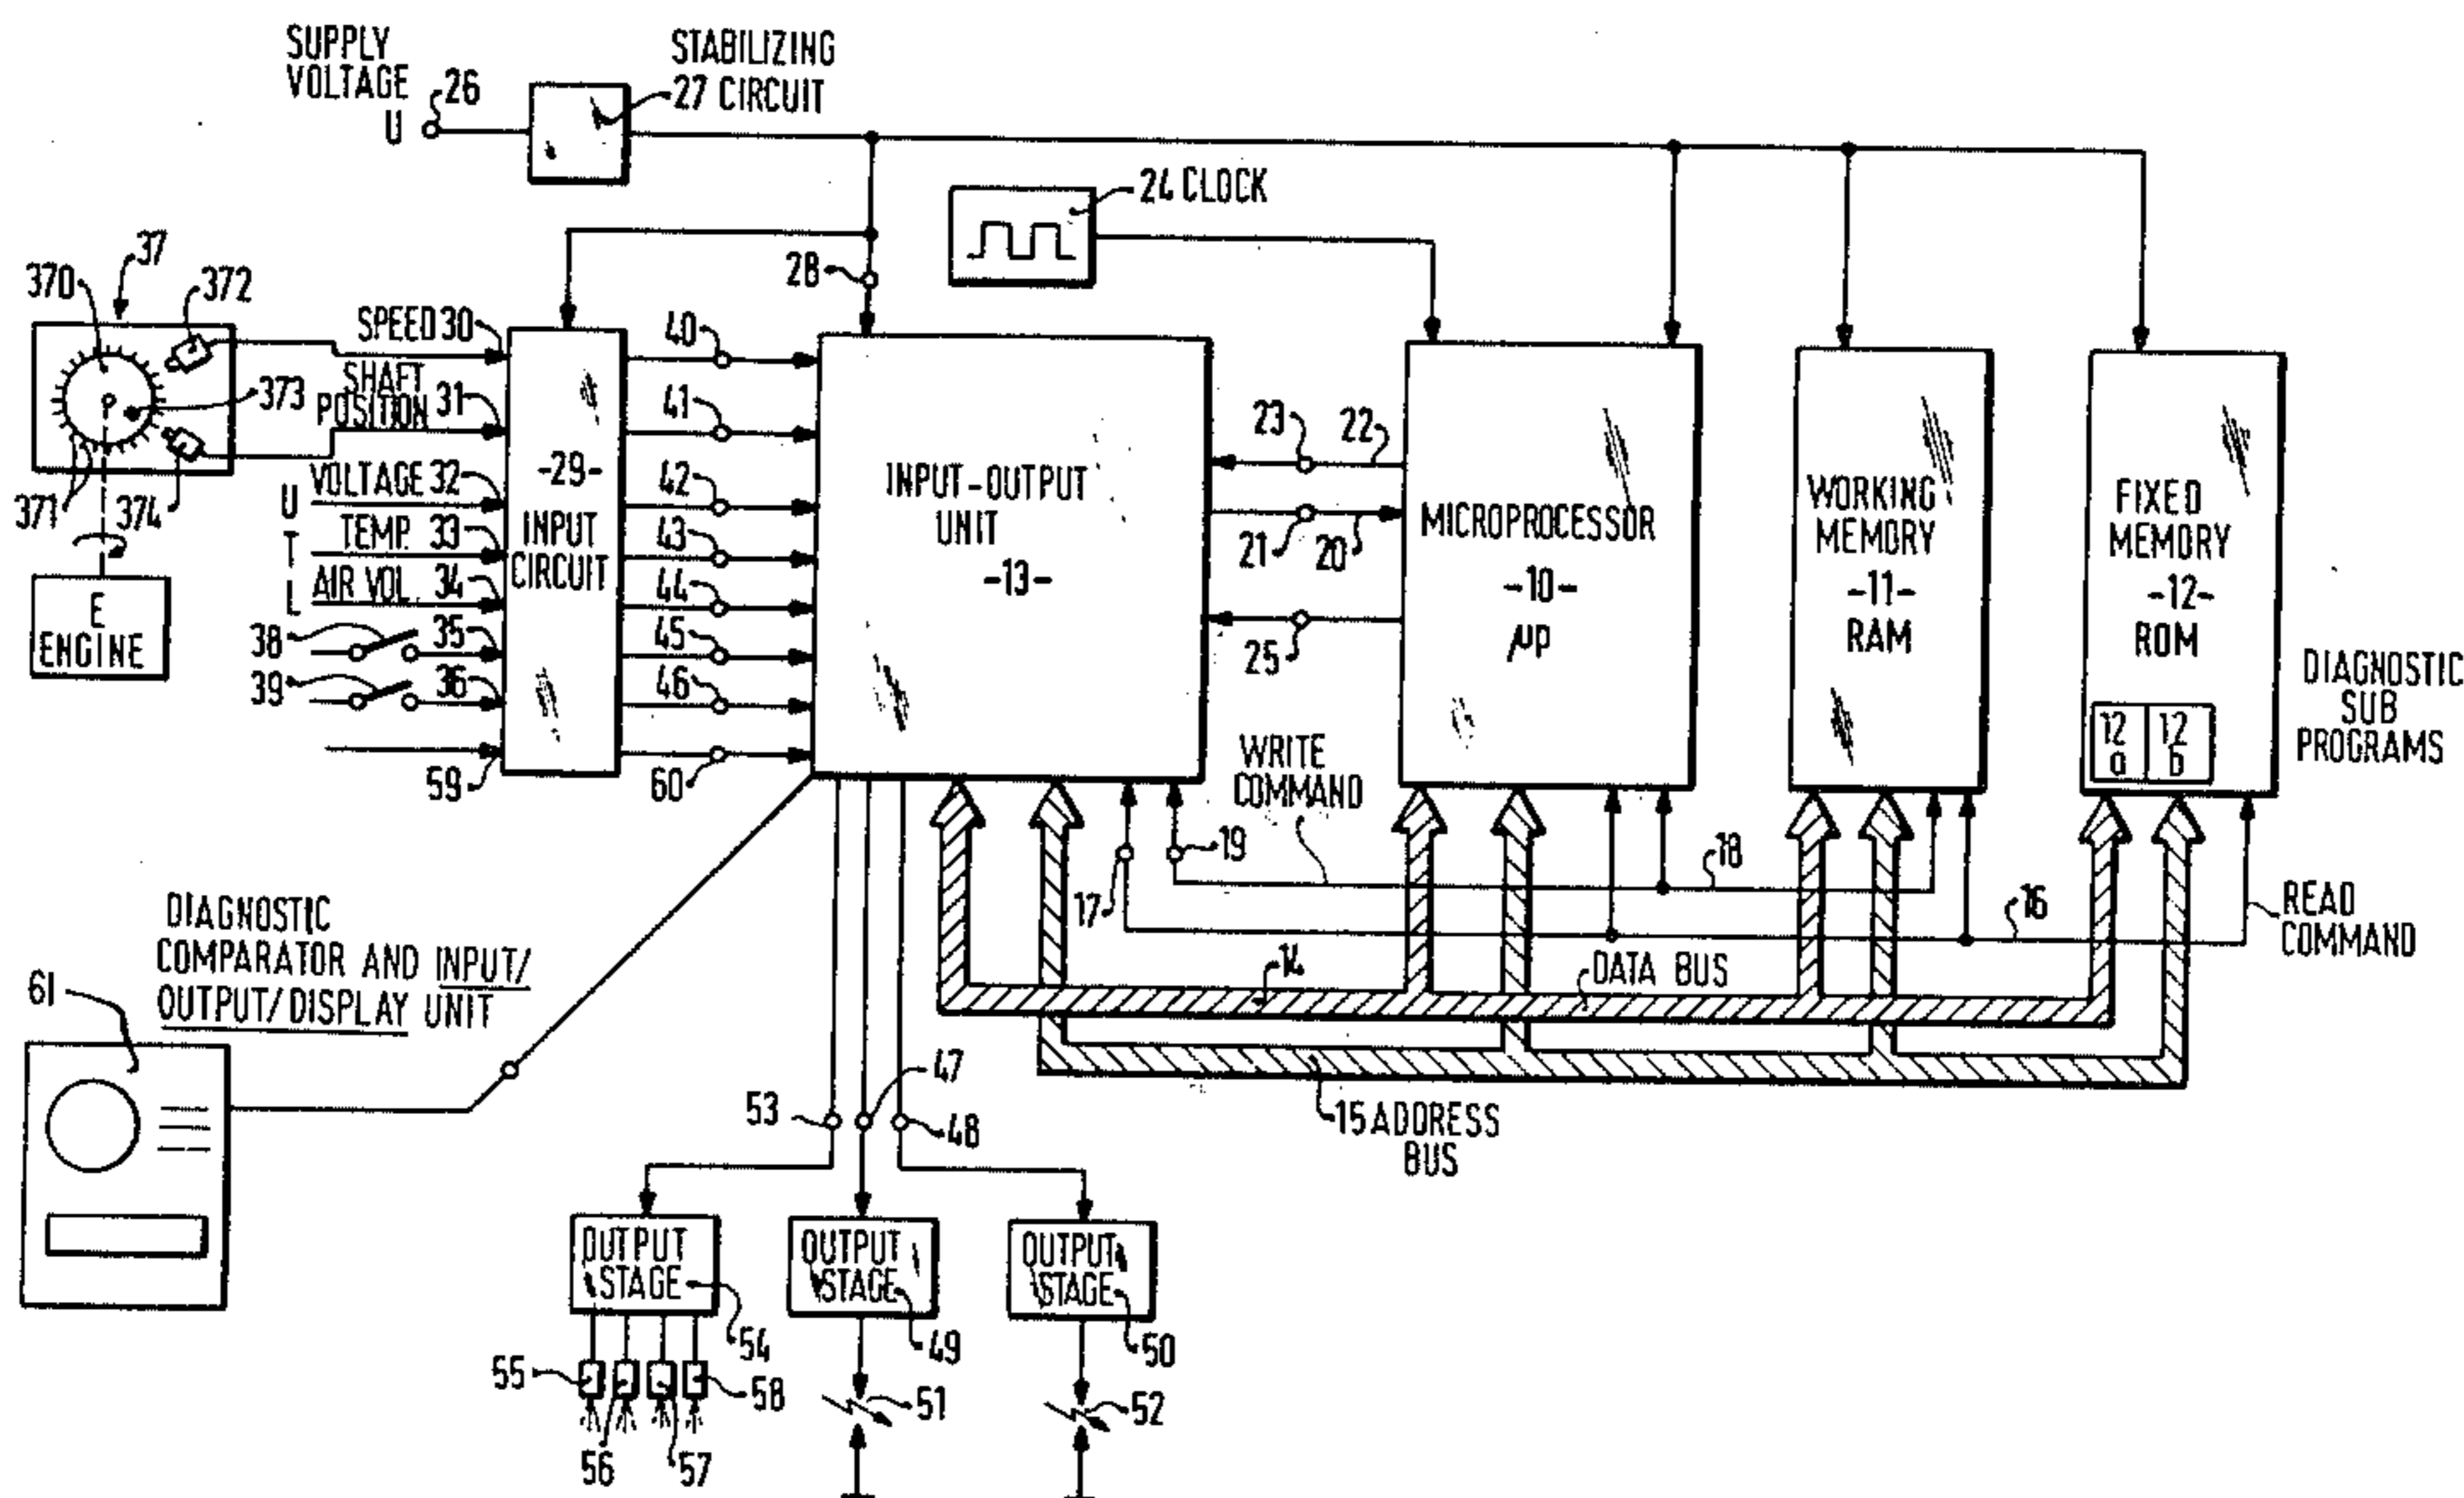 SUPPLY
VOLTAGE
U
26
STABILIZING
27 CIRCUIT
24 CLOCK
28
37
370
372
373
371
374
E
ENGINE
SPEED 30
SHAFT
POSITION 31
U VOLTAGE 32
T TEMP. 33
L AIR VOL. 34
38 35
39 36
59
-29-
INPUT
CIRCUIT
40
41
42
43
44
45
46
60
INPUT-OUTPUT
UNIT
-13-
23 22
21 20
25
MICROPROCESSOR
-10-
μp
WORKING
MEMORY
-11-
RAM
FIXED
MEMORY
-12-
ROM
12
a
12
b
DIAGNOSTIC
SUB
PROGRAMS
WRITE
COMMAND
17
19
18
16
READ
COMMAND
14
DATA BUS
15 ADDRESS
BUS
DIAGNOSTIC
COMPARATOR AND INPUT/
OUTPUT/DISPLAY UNIT
61
53
47
48
OUTPUT
STAGE
54
OUTPUT
STAGE
49
OUTPUT
STAGE
50
55
56
57
58
51
52